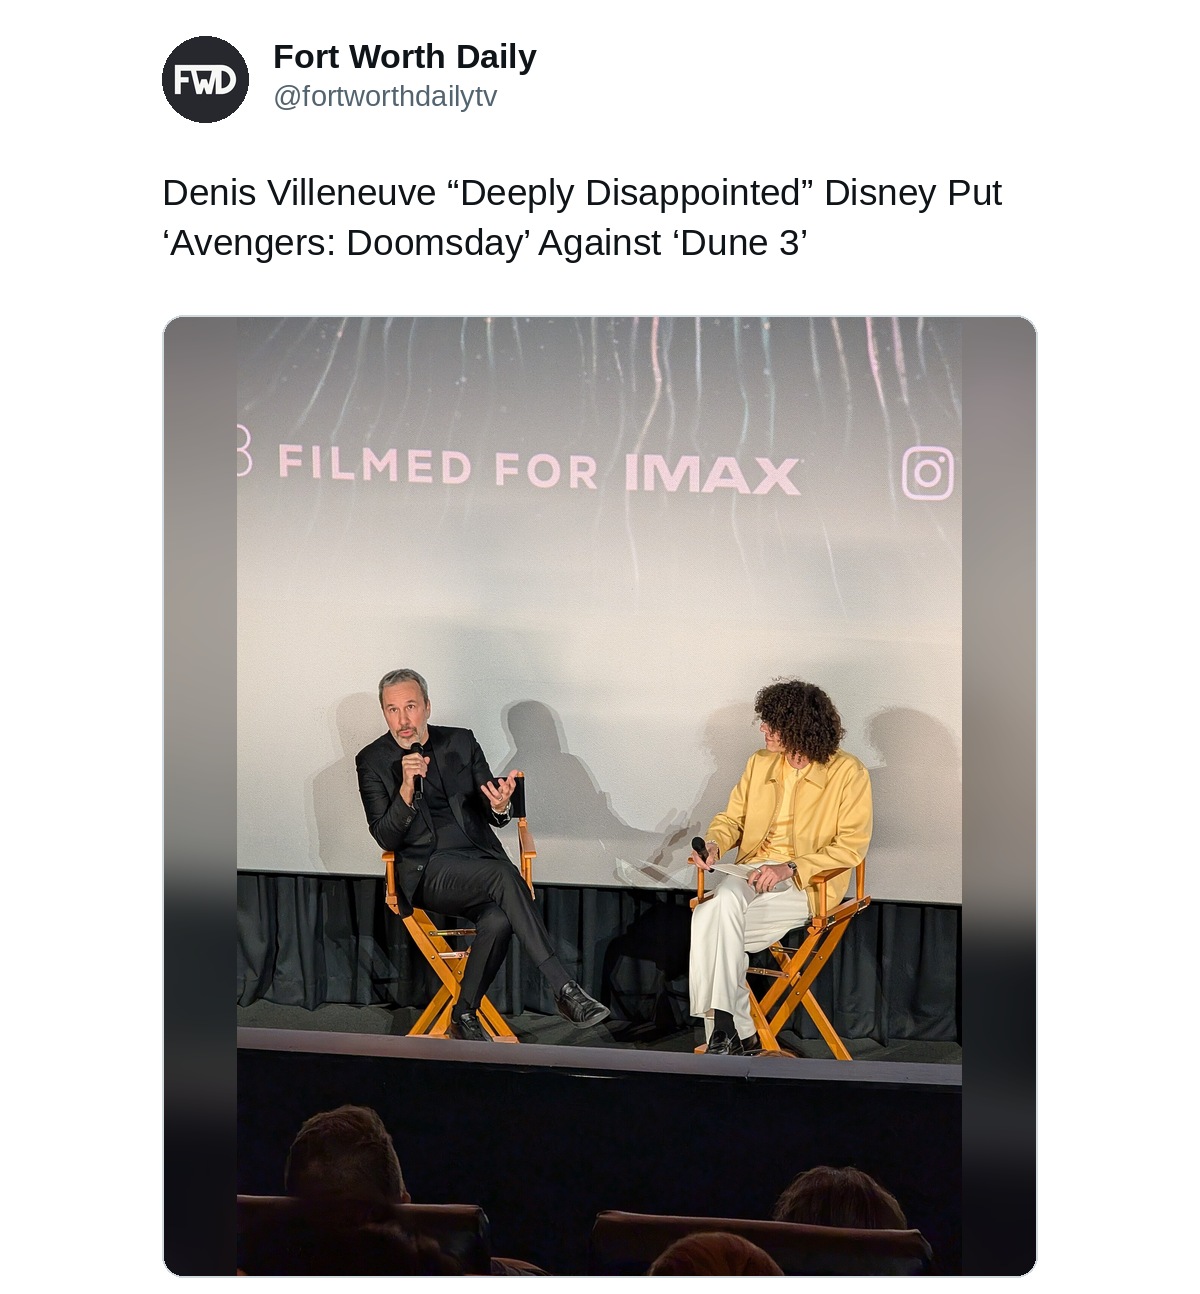 FWD
Fort Worth Daily
@fortworthdailytv
Denis Villeneuve “Deeply Disappointed” Disney Put
‘Avengers: Doomsday’ Against ‘Dune 3’
FILMED FOR IMAX